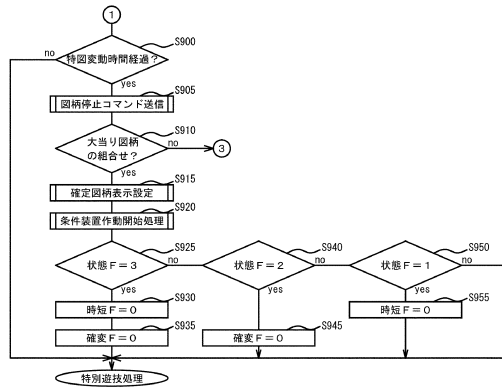 1
S900
no
特図変動時間経過？
yes
S905
図柄停止コマンド送信
S910
大当り図柄
の組合せ？
no
3
yes
S915
確定図柄表示設定
S920
条件装置作動開始処理
S925
S940
S950
状態F＝3
no
状態F＝2
no
状態F＝1
no
yes
yes
yes
S930
S955
時短F＝0
時短F＝0
S935
S945
確変F＝0
確変F＝0
特別遊技処理